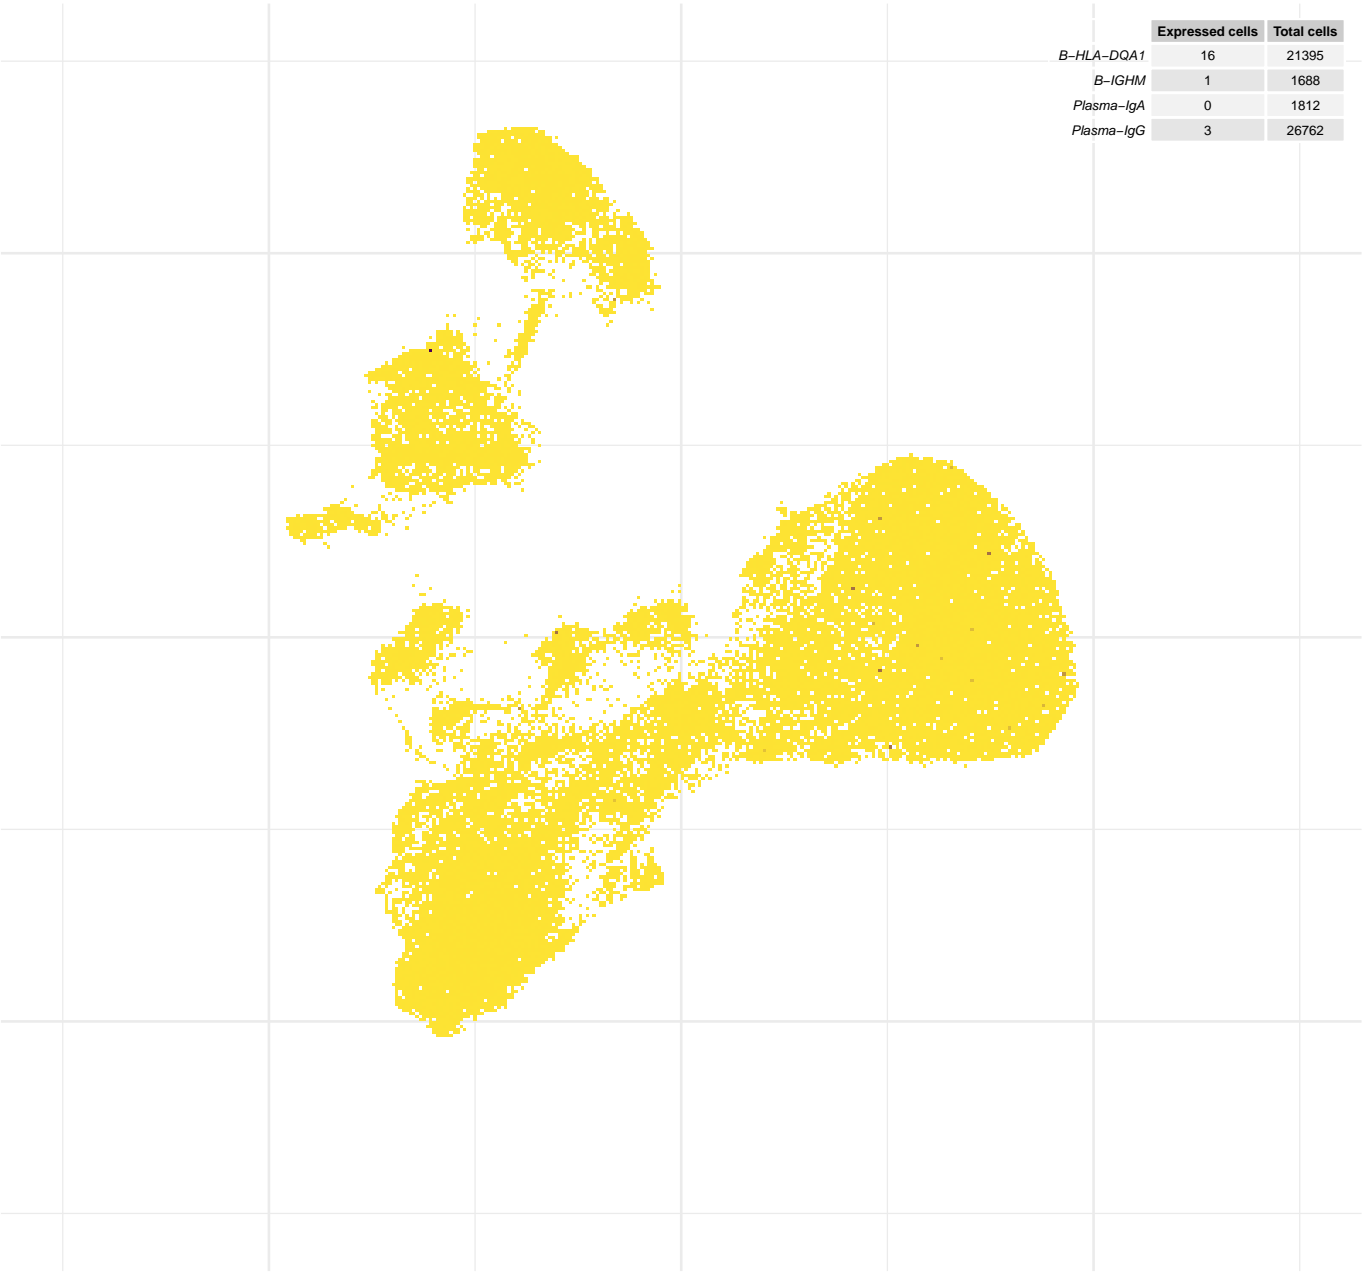 Expressed cells Total cells
B−HLA−DQA1 16 21395
B−IGHM 1 1688
Plasma−IgA 0 1812
Plasma−IgG 3 26762